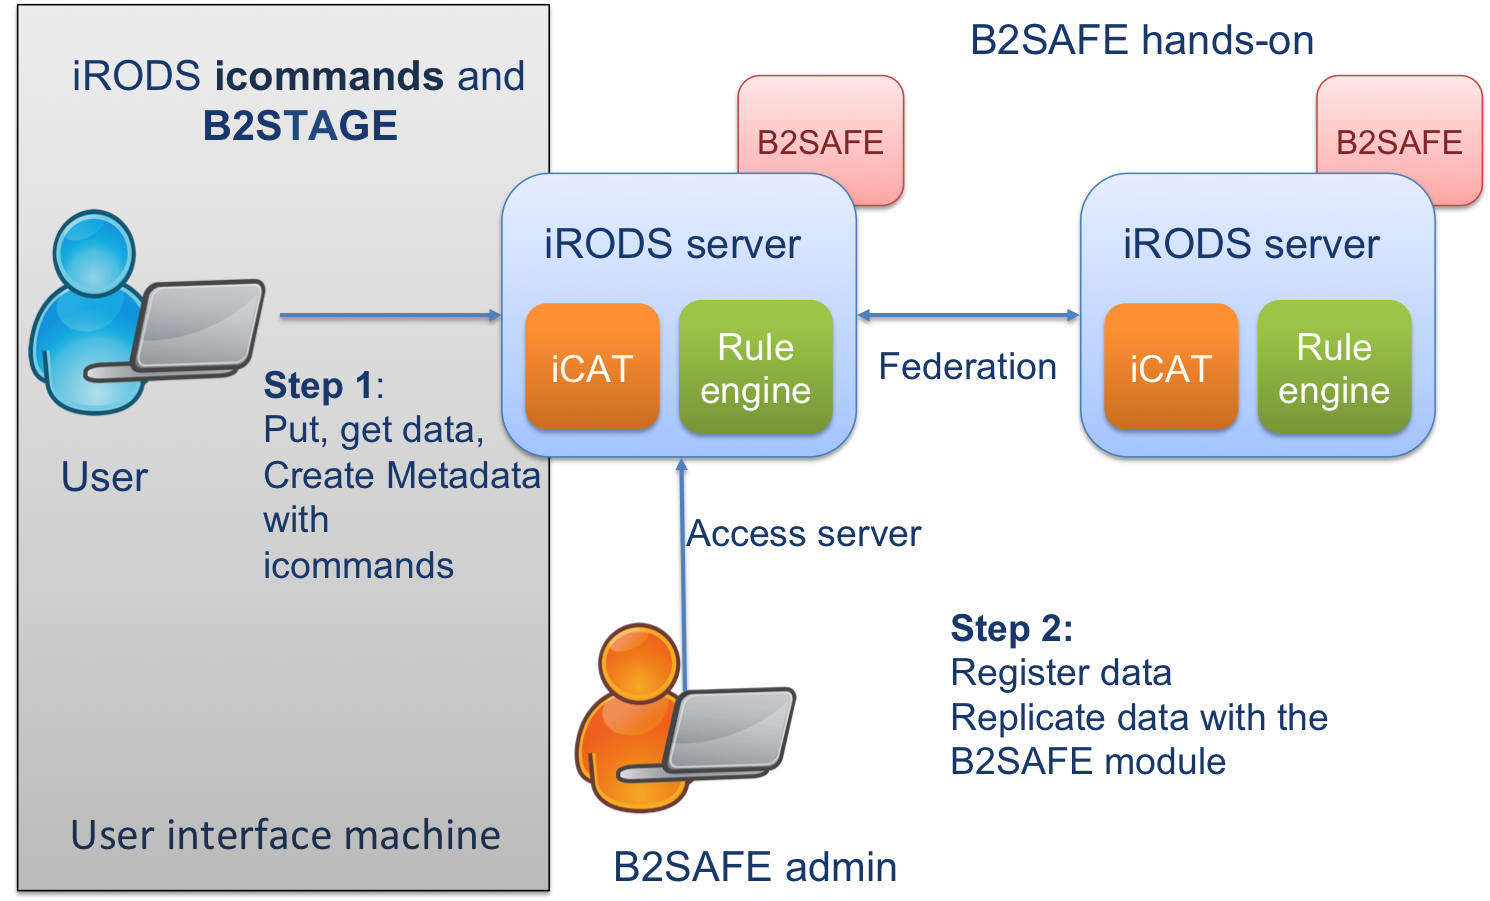 B2SAFE hands-on
iRODS icommands and
B2STAGE
B2SAFE
B2SAFE
iRODS server
iCAT
Rule
engine
Federation
iRODS server
iCAT
Rule
engine
Step 1:
Put, get data,
Create Metadata
with
icommands
User
Access server
Step 2:
Register data
Replicate data with the
B2SAFE module
User interface machine
B2SAFE admin